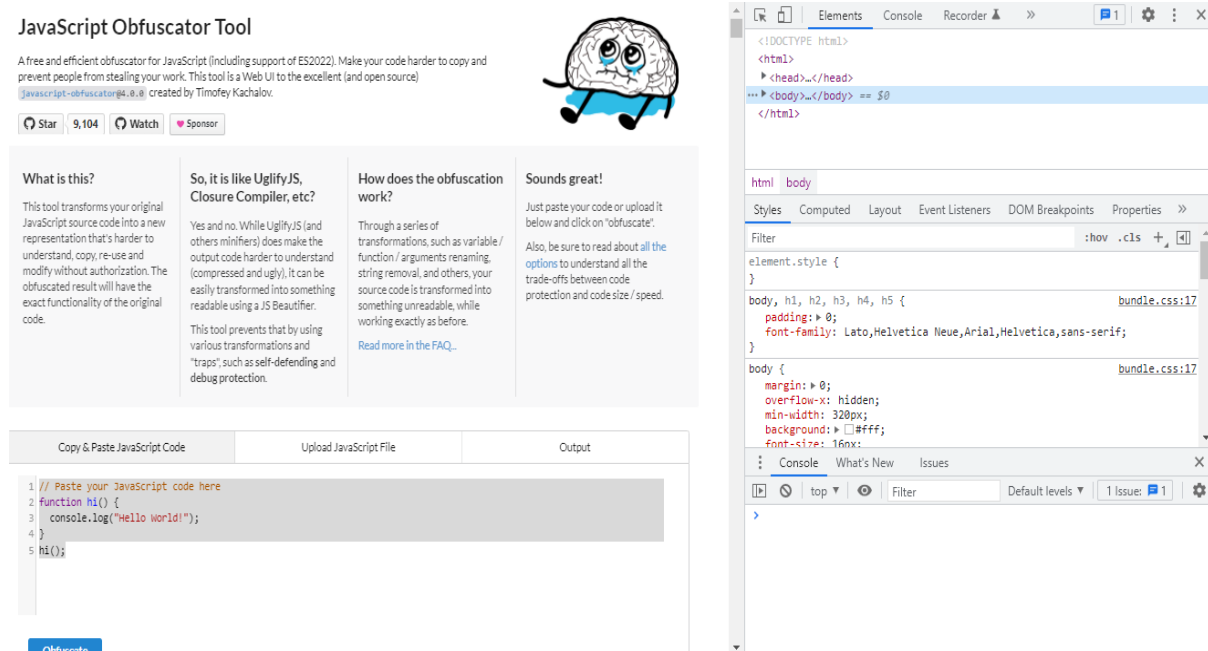 JavaScript Obfuscator Tool
A free and efficient obfuscator for JavaScript (including support of ES2022). Make your code harder to copy and
prevent people from stealing your work. This tool is a Web UI to the excellent (and open source)
javascript-obfuscator@4.0.0 created by Timofey Kachalov.
Star 9,104 Watch Sponsor
What is this?
This tool transforms your original
JavaScript source code into a new
representation that's harder to
understand, copy, re-use and
modify without authorization. The
obfuscated result will have the
exact functionality of the original
code.
So, it is like UglifyJS,
Closure Compiler, etc?
Yes and no. While UglifyJS (and
others minifiers) does make the
output code harder to understand
(compressed and ugly), it can be
easily transformed into something
readable using a JS Beautifier.
This tool prevents that by using
various transformations and
"traps", such as self-defending and
debug protection.
How does the obfuscation
work?
Through a series of
transformations, such as variable /
function / arguments renaming,
string removal, and others, your
source code is transformed into
something unreadable, while
working exactly as before.
Read more in the FAQ...
Sounds great!
Just paste your code or upload it
below and click on "obfuscate".
Also, be sure to read about all the
options to understand all the
trade-offs between code
protection and code size / speed.
Copy & Paste JavaScript Code Upload JavaScript File Output
1 // Paste your JavaScript code here
2 function hi() {
3 console.log("Hello World!");
4 }
5 hi();
Obfuscate
Elements Console Recorder » 1
<!DOCTYPE html>
<html>
<head>…</head>
<body>…</body> == $0
</html>
html body
Styles Computed Layout Event Listeners DOM Breakpoints Properties »
Filter :hov .cls +
element.style {
}
body, h1, h2, h3, h4, h5 { bundle.css:17
padding: 0;
font-family: Lato,Helvetica Neue,Arial,Helvetica,sans-serif;
}
body { bundle.css:17
margin: 0;
overflow-x: hidden;
min-width: 320px;
background: #fff;
font-size: 16px;
Console What's New Issues
top Filter Default levels 1 Issue: 1